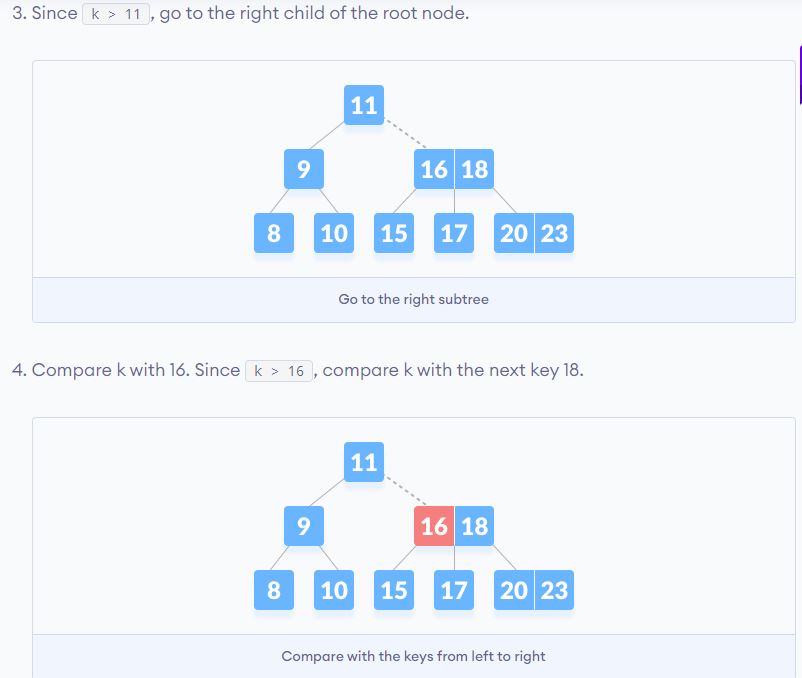 3. Since k > 11, go to the right child of the root node.
11
9 16 18
8 10 15 17 20 23
Go to the right subtree
4. Compare k with 16. Since k > 16, compare k with the next key 18.
11
9 16 18
8 10 15 17 20 23
Compare with the keys from left to right